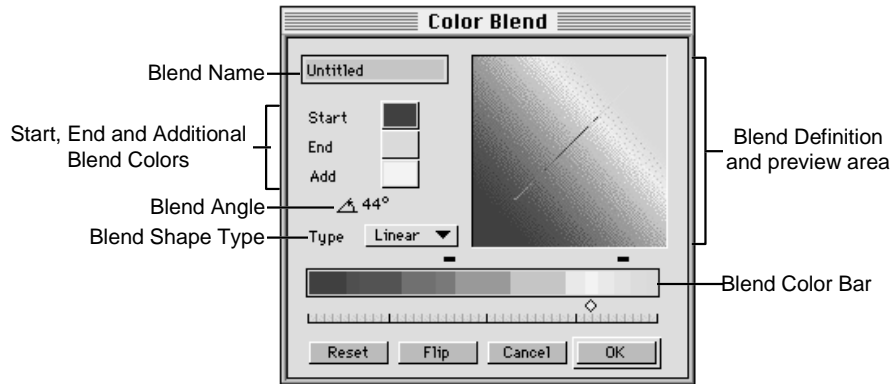 Color Blend
Blend Name
Untitled
Start, End and Additional
Blend Colors
Start
End
Add
Blend Definition
and preview area
Blend Angle
44°
Blend Shape Type
Type
Linear
Blend Color Bar
Reset
Flip
Cancel
OK